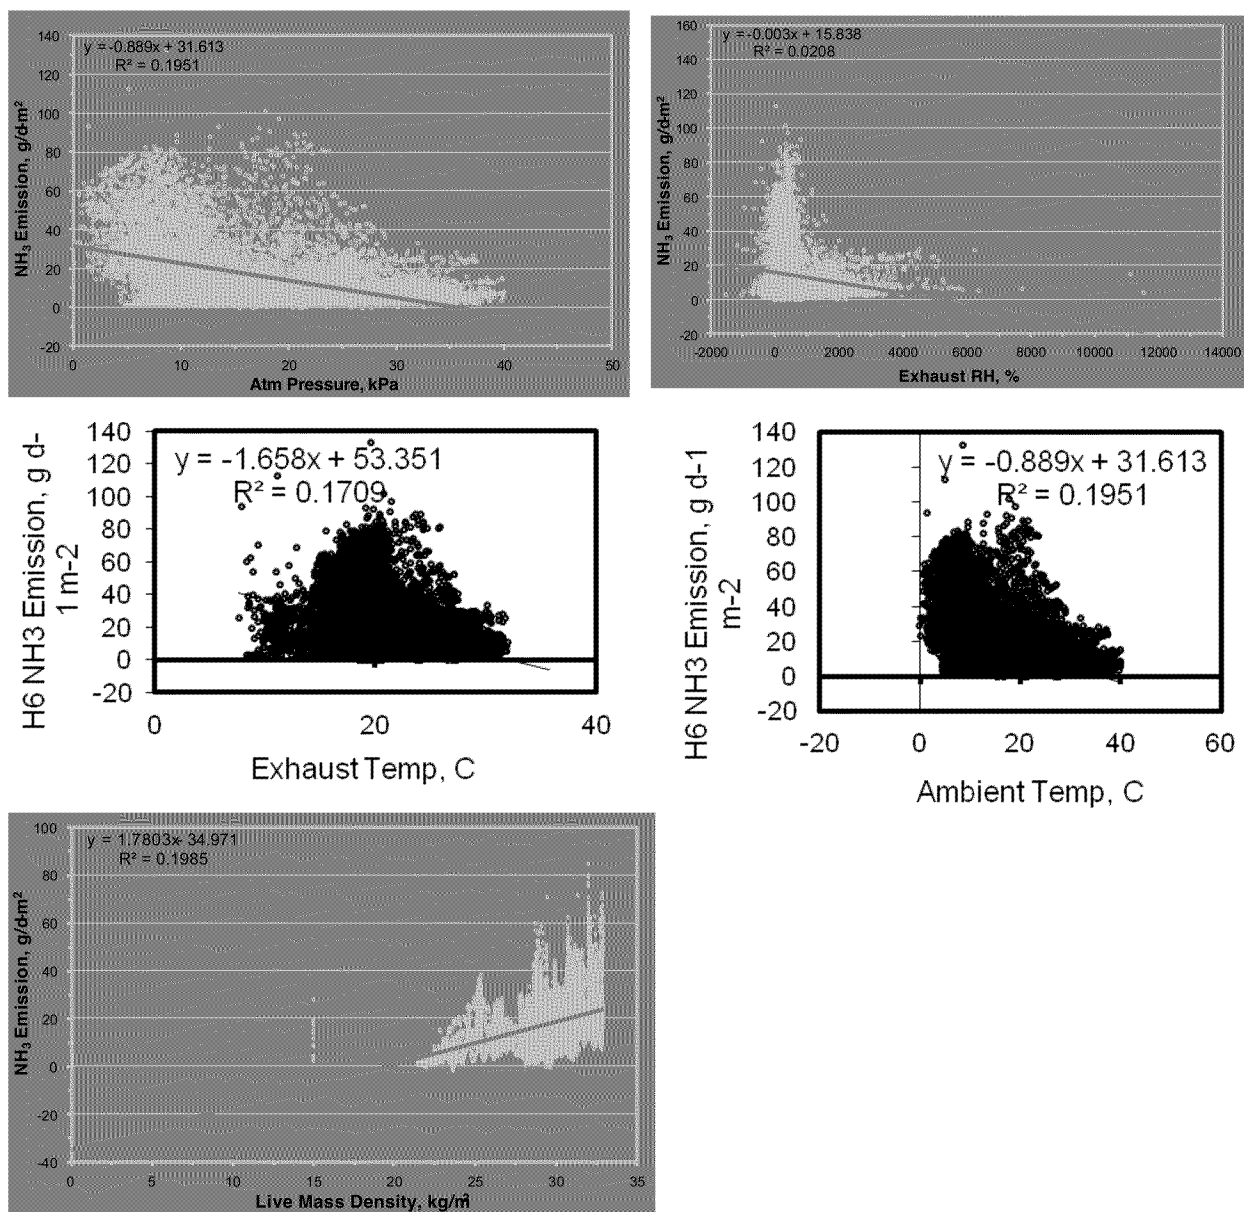 y = -0.889x + 31.613
R² = 0.1951
NH₃ Emission, g/d-m²
140
120
100
80
60
40
20
0
-20
0 10 20 30 40 50
Atm Pressure, kPa
y = -0.003x + 15.838
R² = 0.0208
NH₃ Emission, g/d-m²
160
140
120
100
80
60
40
20
0
-20
-2000 0 2000 4000 6000 8000 10000 12000 14000
Exhaust RH, %
y = -1.658x + 53.351
R² = 0.1709
H6 NH3 Emission, g d-
1 m-2
140
120
100
80
60
40
20
0
-20
0 20 40
Exhaust Temp, C
y = -0.889x + 31.613
R² = 0.1951
H6 NH3 Emission, g d-1
m-2
140
120
100
80
60
40
20
0
-20
-20 0 20 40 60
Ambient Temp, C
y = 1.7803x- 34.971
R² = 0.1985
NH₃ Emission, g/d-m²
100
80
60
40
20
0
-20
-40
0 5 10 15 20 25 30 35
Live Mass Density, kg/m²